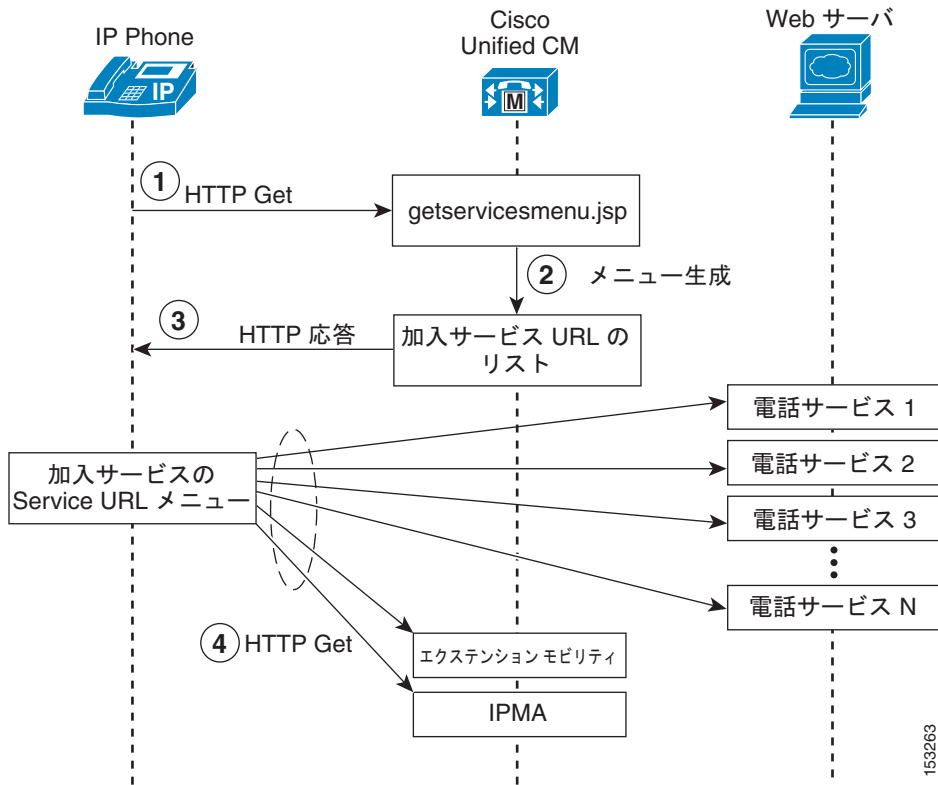 IP Phone
Cisco
Unified CM
Web サーバ
IP
M
1
HTTP Get
getservicesmenu.jsp
2
メニュー生成
3
HTTP 応答
加入サービス URL の
リスト
電話サービス 1
加入サービスの
Service URL メニュー
電話サービス 2
電話サービス 3
電話サービス N
4
HTTP Get
エクステンション モビリティ
IPMA
153263